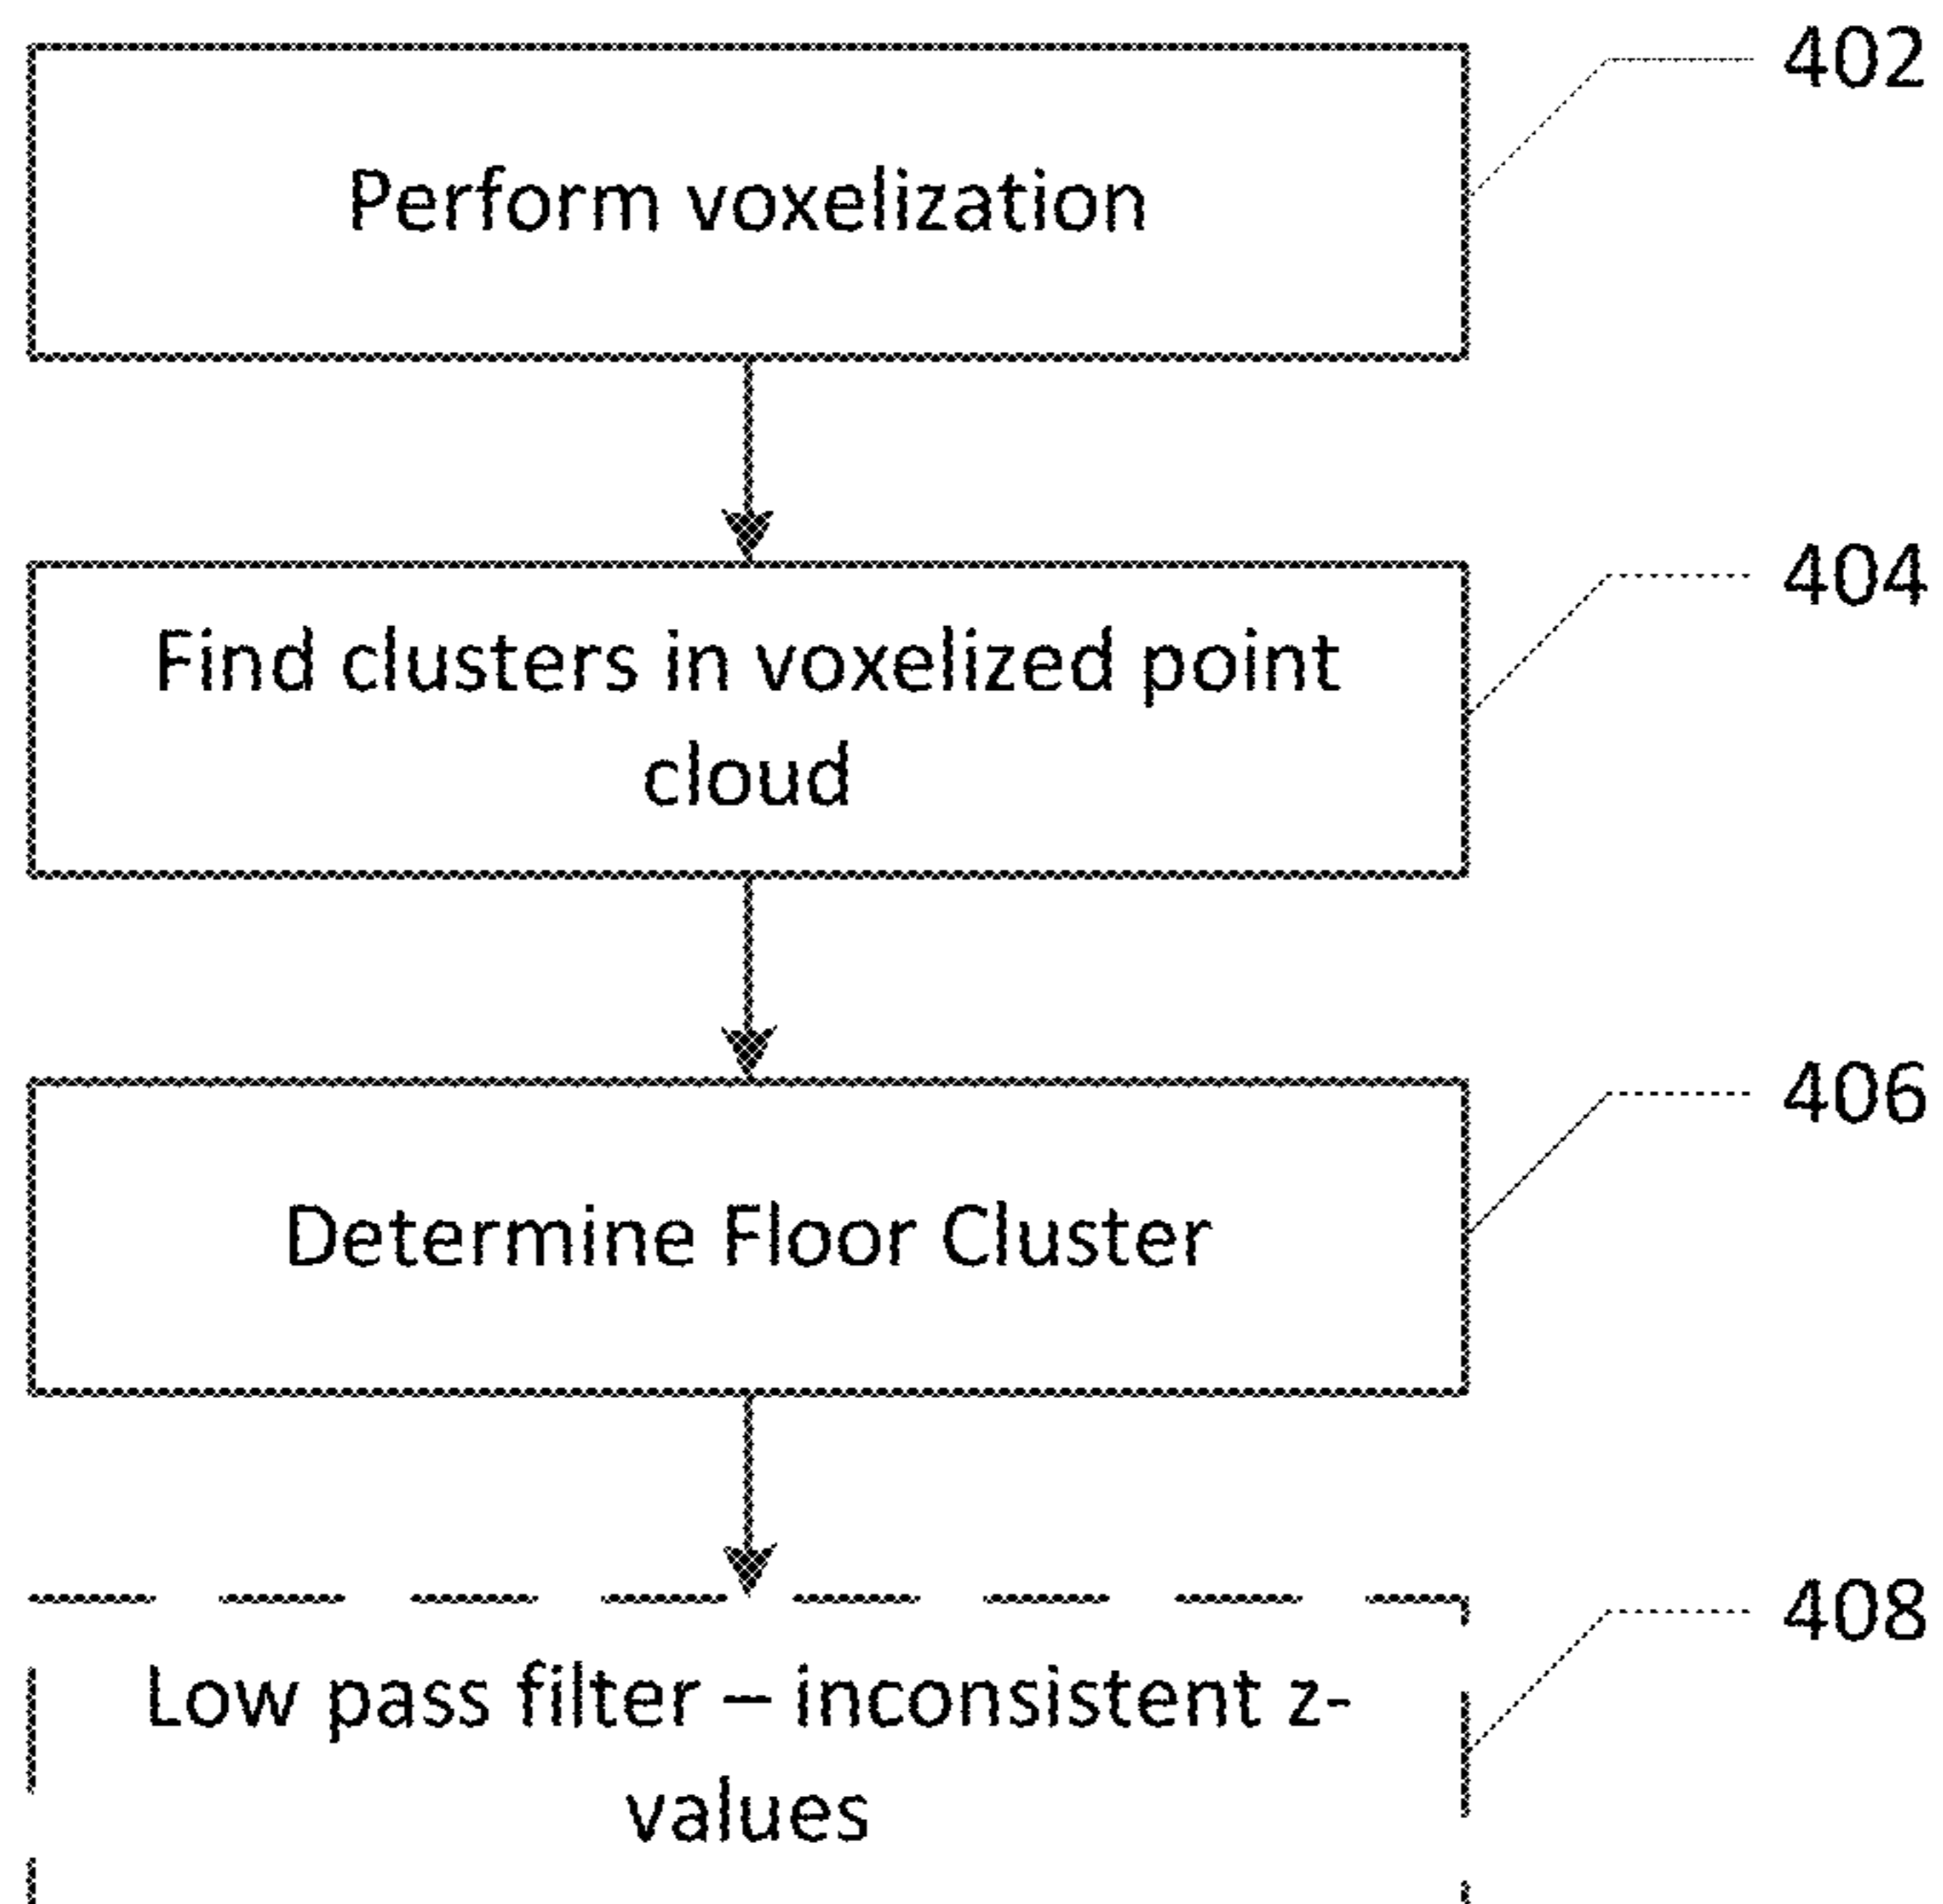 402
Perform voxelization
404
Find clusters in voxelized point
cloud
406
Determine Floor Cluster
408
Low pass filter – inconsistent z-
values